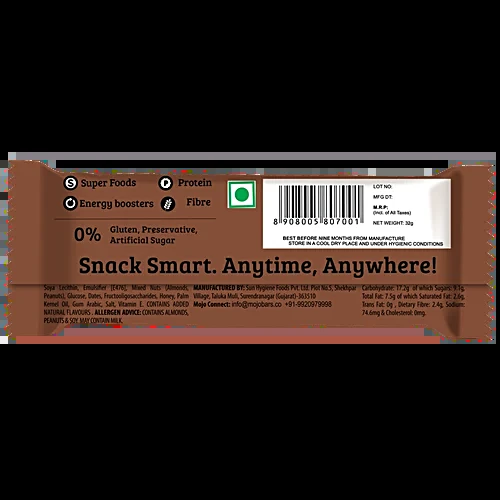 S Super Foods
P Protein
Energy boosters
Fibre
0% Gluten, Preservative,
Artificial Sugar
8 908005 807001
LOT NO:
MFG DT:
M.R.P:
(Incl. of All Taxes)
NET WEIGHT: 32g
BEST BEFORE NINE MONTHS FROM MANUFACTURE
STORE IN A COOL DRY PLACE AND UNDER HYGIENIC CONDITIONS
Snack Smart. Anytime, Anywhere!
Lecithin, Emulsifier [E476], Mixed Nuts (Almonds,
Peanuts), Glucose, Dates, Fructooligosaccharides, Honey, Palm
Kernel Oil, Gum Arabic, Salt, Vitamin E. CONTAINS ADDED
NATURAL FLAVOURS . ALLERGEN ADVICE: CONTAINS ALMONDS,
PEANUTS & SOY. MAY CONTAIN MILK.
MANUFACTURED BY: Sun Hygiene Foods Pvt. Ltd. Plot No.5, Shekhpar
Village, Taluka Muli, Surendranagar (Gujarat)-363510
Mojo Connect: info@mojobars.co +91-9920979998
Carbohydrate: 17.2g of which Sugars: 9.1g,
Total Fat: 7.5g of which Saturated Fat: 2.6g,
Trans Fat: 0g , Dietary Fibre: 2.4g, Sodium:
74.6mg & Cholesterol: 0mg.